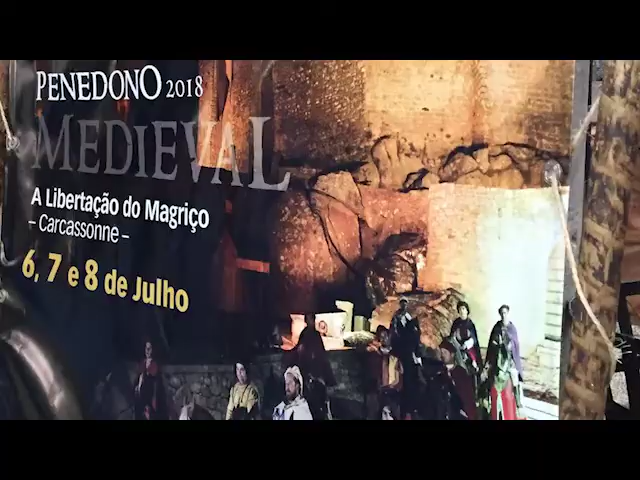 PENEDONO 2018
MEDIEVAL
A Libertação do Magriço
– Carcassonne –
6, 7 e 8 de Julho